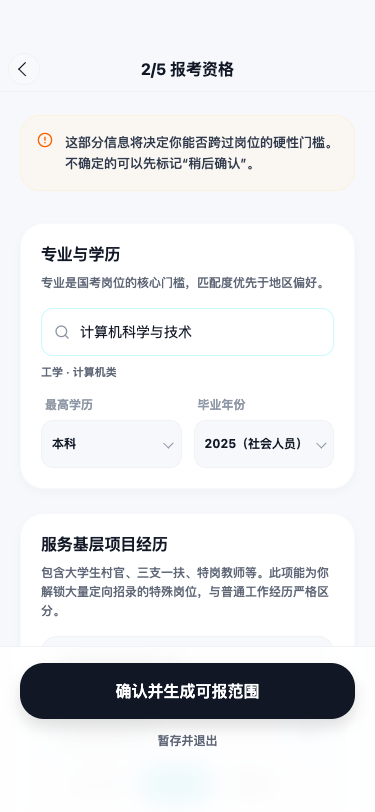 2/5 报考资格
这部分信息将决定你能否跨过岗位的硬性门槛。
不确定的可以先标记“稍后确认”。
专业与学历
专业是国考岗位的核心门槛，匹配度优先于地区偏好。
计算机科学与技术
工学 · 计算机类
最高学历
毕业年份
本科
2025（社会人员）
服务基层项目经历
包含大学生村官、三支一扶、特岗教师等。此项能为你
解锁大量定向招录的特殊岗位，与普通工作经历严格区
分。
确认并生成可报范围
暂存并退出